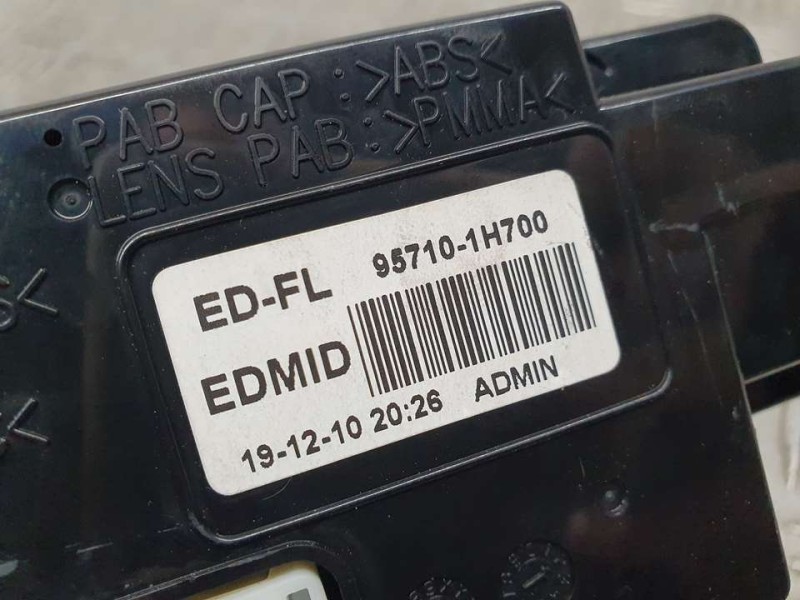 PAB CAP : >ABS<
LENS PAB: >PMMA<
95710-1H700
ED-FL
EDMID
19-12-10 20:26 ADMIN